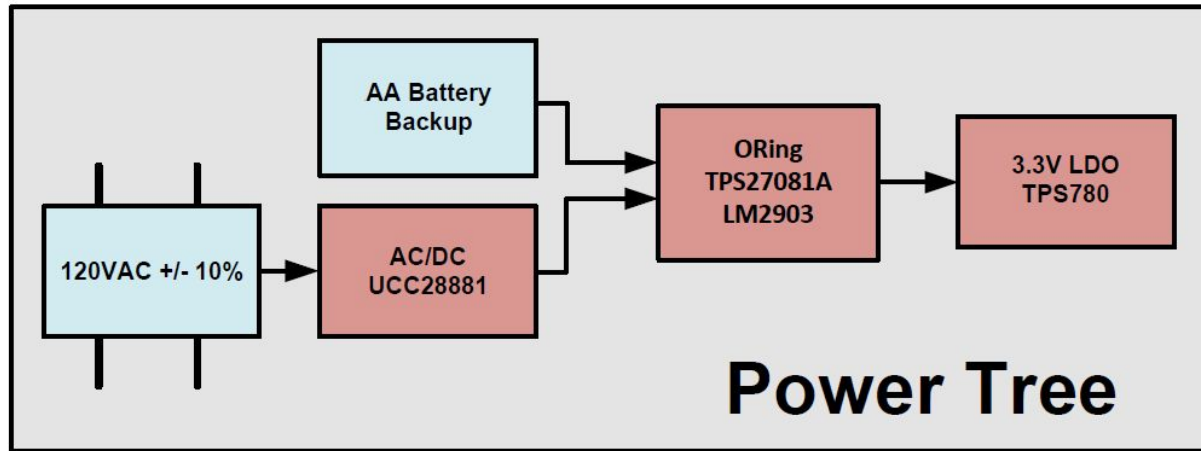 AA Battery
Backup
ORing
TPS27081A
LM2903
3.3V LDO
TPS780
120VAC +/- 10%
AC/DC
UCC28881
Power Tree